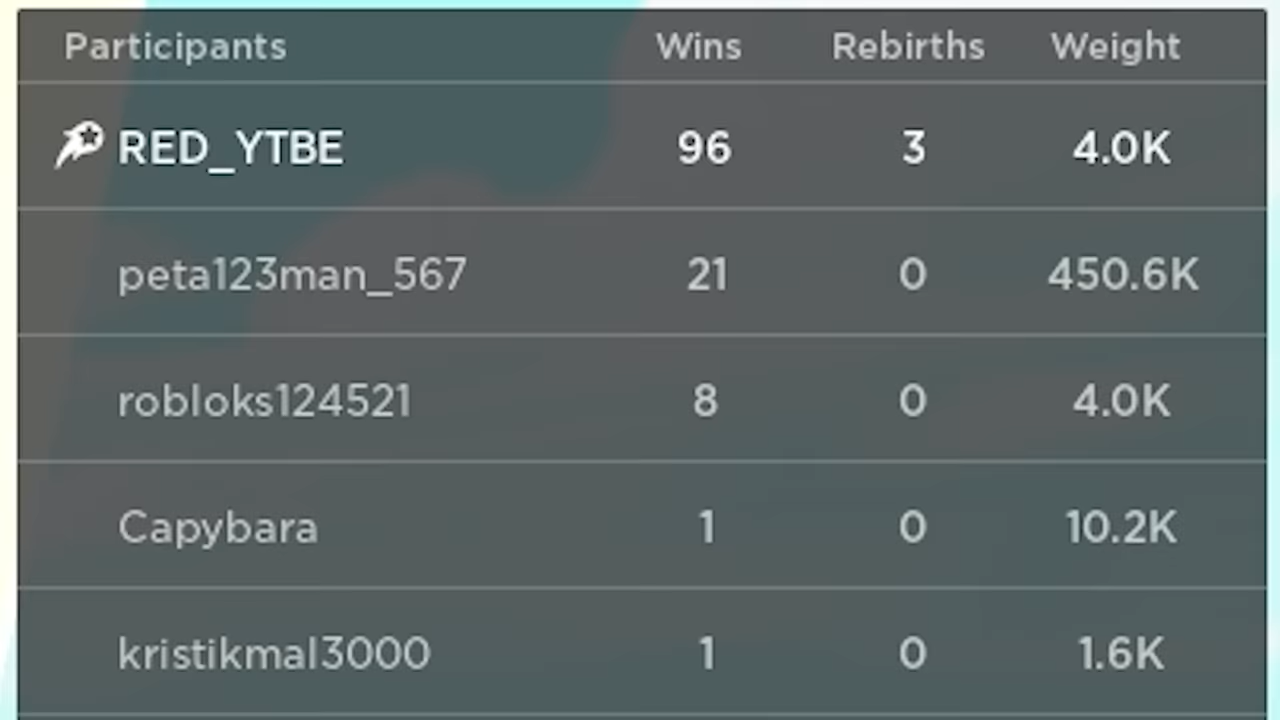 Participants Wins Rebirths Weight
RED_YTBE 96 3 4.0K
peta123man_567 21 0 450.6K
robloks124521 8 0 4.0K
Capybara 1 0 10.2K
kristikmal3000 1 0 1.6K